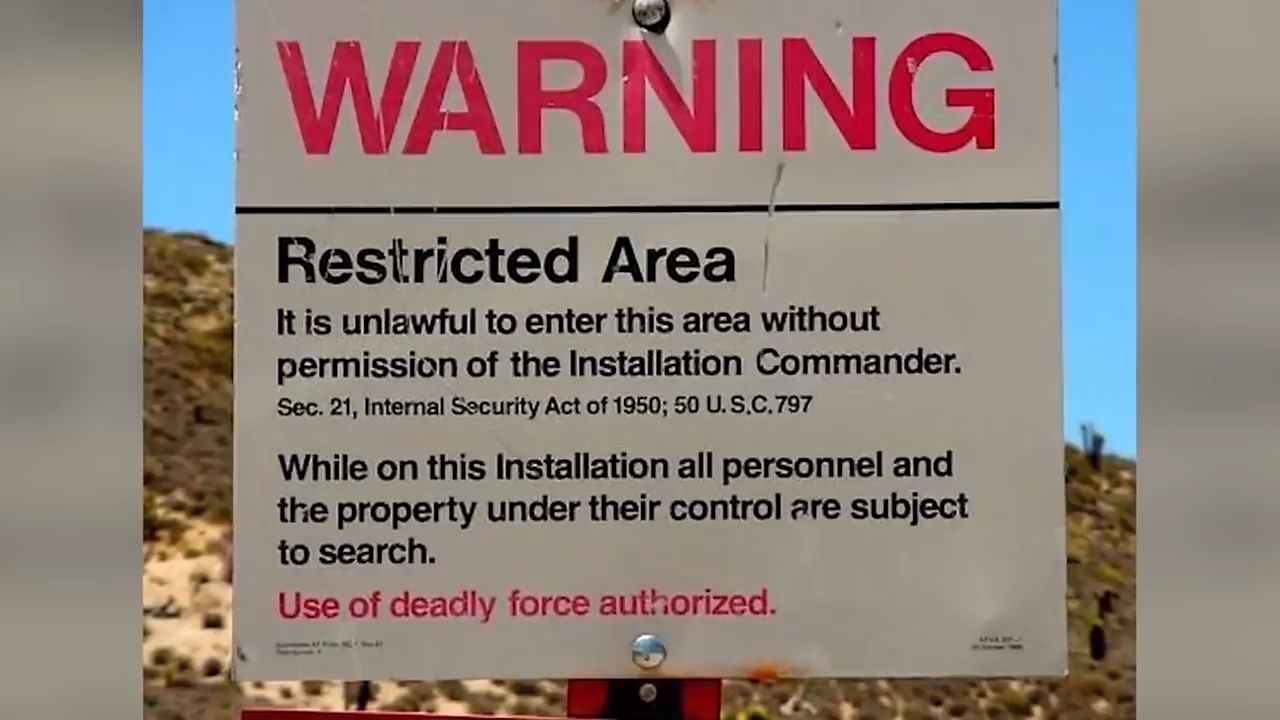 WARNING
Restricted Area
It is unlawful to enter this area without
permission of the Installation Commander.
Sec. 21, Internal Security Act of 1950; 50 U.S.C.797
While on this Installation all personnel and
the property under their control are subject
to search.
Use of deadly force authorized.